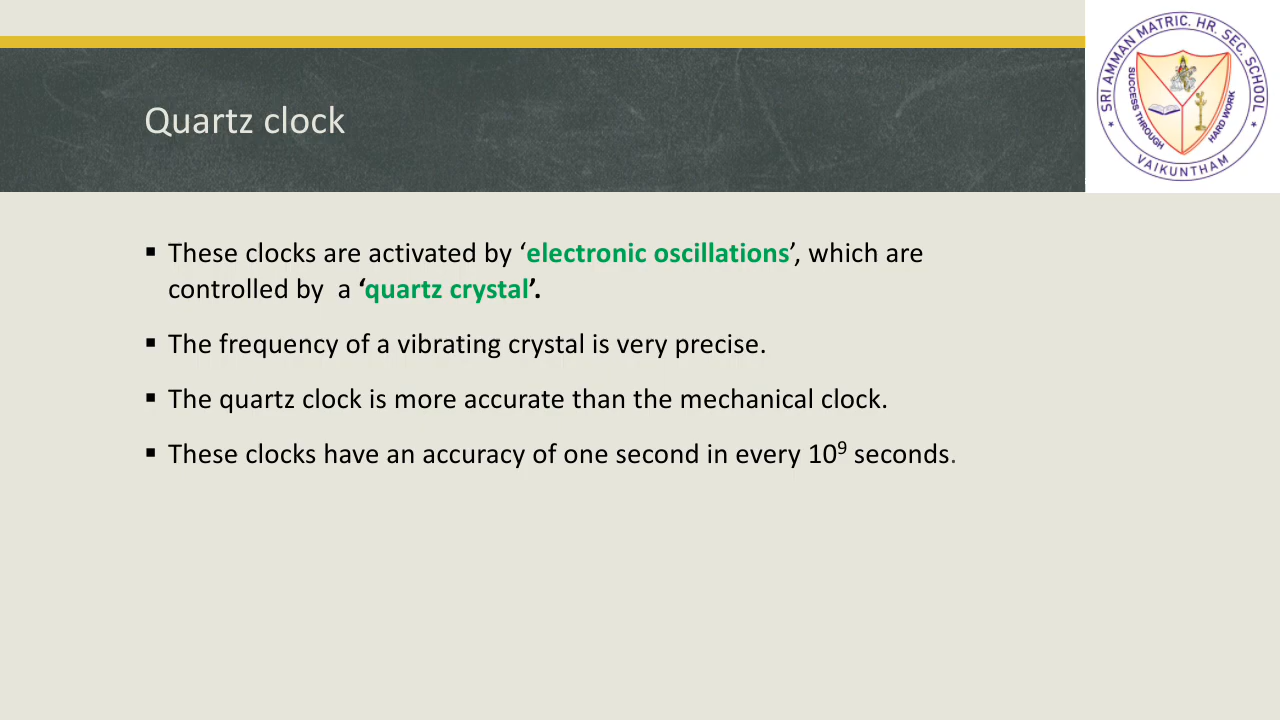 Quartz clock
SRI AMMAN MATRIC. HR. SEC. SCHOOL
SUCCESS THROUGH
HARD WORK
VAIKUNTHAM
▪ These clocks are activated by ‘electronic oscillations’, which are
controlled by a ‘quartz crystal’.
▪ The frequency of a vibrating crystal is very precise.
▪ The quartz clock is more accurate than the mechanical clock.
▪ These clocks have an accuracy of one second in every 10⁹ seconds.